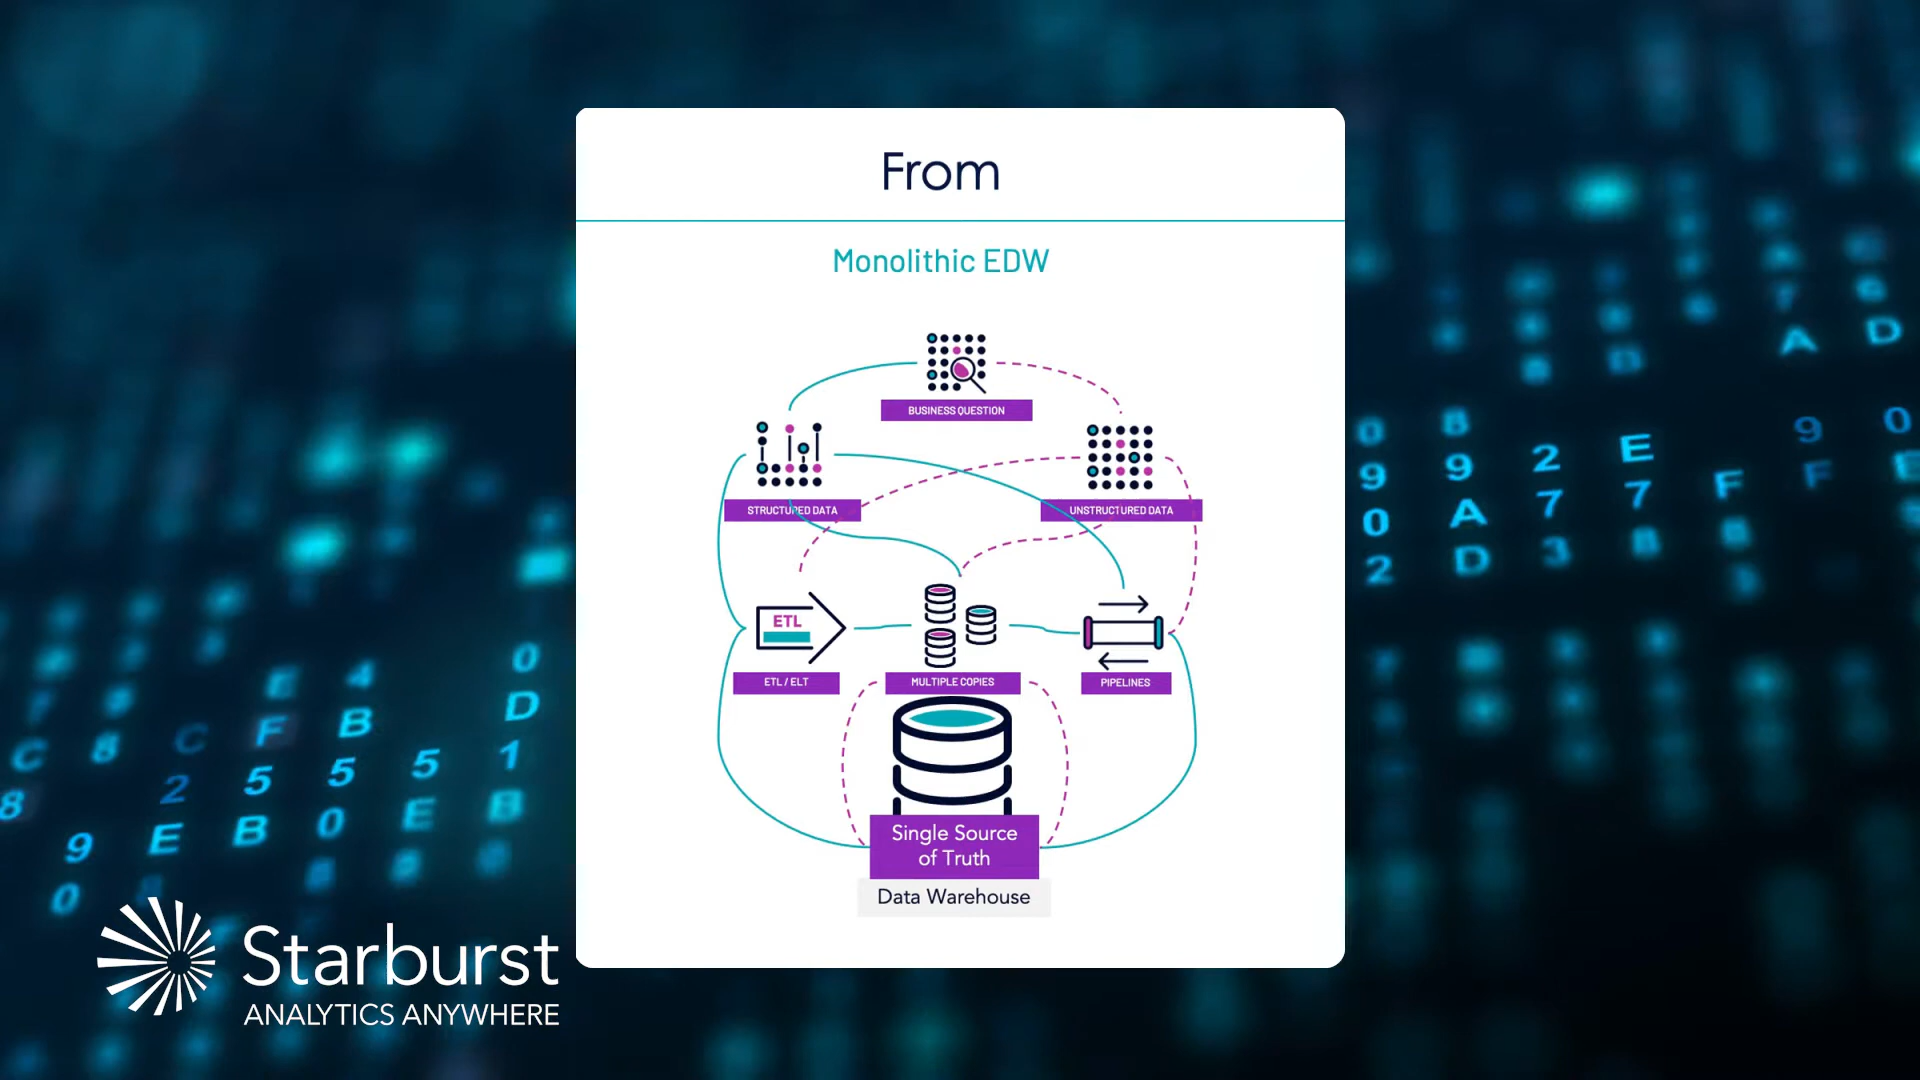 From
Monolithic EDW
BUSINESS QUESTION
STRUCTURED DATA
UNSTRUCTURED DATA
ETL
ETL / ELT
MULTIPLE COPIES
PIPELINES
Single Source
of Truth
Data Warehouse
Starburst
ANALYTICS ANYWHERE